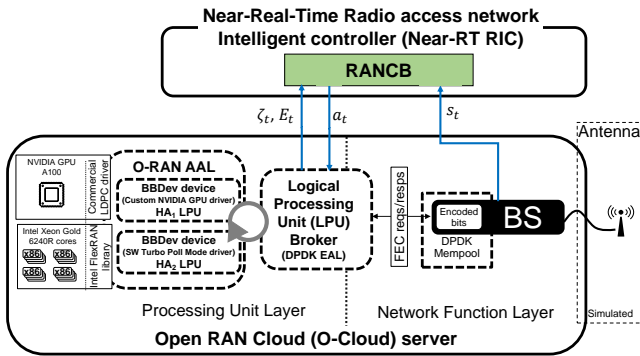 Near-Real-Time Radio access network
Intelligent controller (Near-RT RIC)
RANCB
ζt, Et
at
st
Antenna
NVIDIA GPU
A100
Commercial
LDPC driver
O-RAN AAL
BBDev device
(Custom NVIDIA GPU driver)
HA1 LPU
Intel Xeon Gold
6240R cores
x86
x86
x86
x86
Intel FlexRAN
library
BBDev device
(SW Turbo Poll Mode driver)
HA2 LPU
Logical
Processing
Unit (LPU)
Broker
(DPDK EAL)
FEC reqs/resps
Encoded
bits
BS
DPDK
Mempool
Processing Unit Layer
Network Function Layer
Simulated
Open RAN Cloud (O-Cloud) server